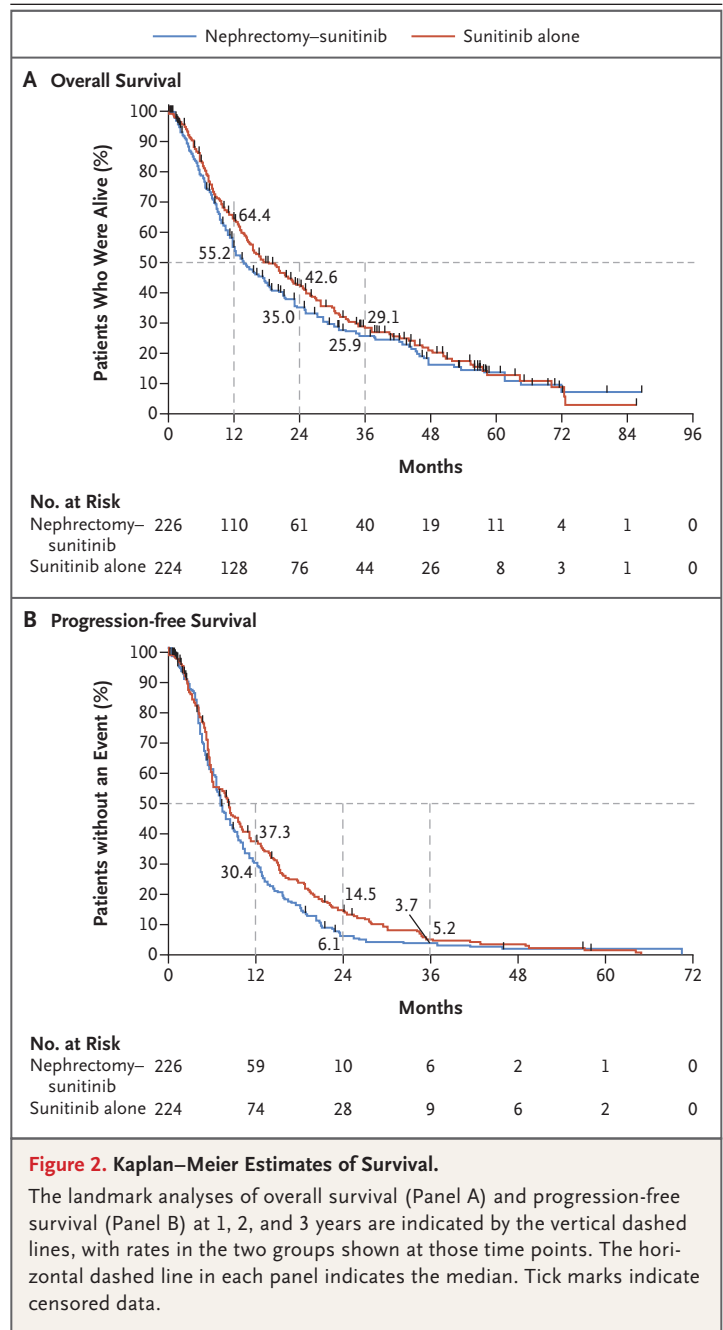 Nephrectomy–sunitinib Sunitinib alone
A Overall Survival
Patients Who Were Alive (%)
100
90
80
70
60
50
40
30
20
10
0
64.4
55.2
42.6
35.0
29.1
25.9
0 12 24 36 48 60 72 84 96
Months
No. at Risk
Nephrectomy–sunitinib 226 110 61 40 19 11 4 1 0
Sunitinib alone 224 128 76 44 26 8 3 1 0
B Progression-free Survival
Patients without an Event (%)
100
90
80
70
60
50
40
30
20
10
0
37.3
30.4
14.5
6.1
3.7
5.2
0 12 24 36 48 60 72
Months
No. at Risk
Nephrectomy–sunitinib 226 59 10 6 2 1 0
Sunitinib alone 224 74 28 9 6 2 0
Figure 2. Kaplan–Meier Estimates of Survival.
The landmark analyses of overall survival (Panel A) and progression-free
survival (Panel B) at 1, 2, and 3 years are indicated by the vertical dashed
lines, with rates in the two groups shown at those time points. The hori-
zontal dashed line in each panel indicates the median. Tick marks indicate
censored data.